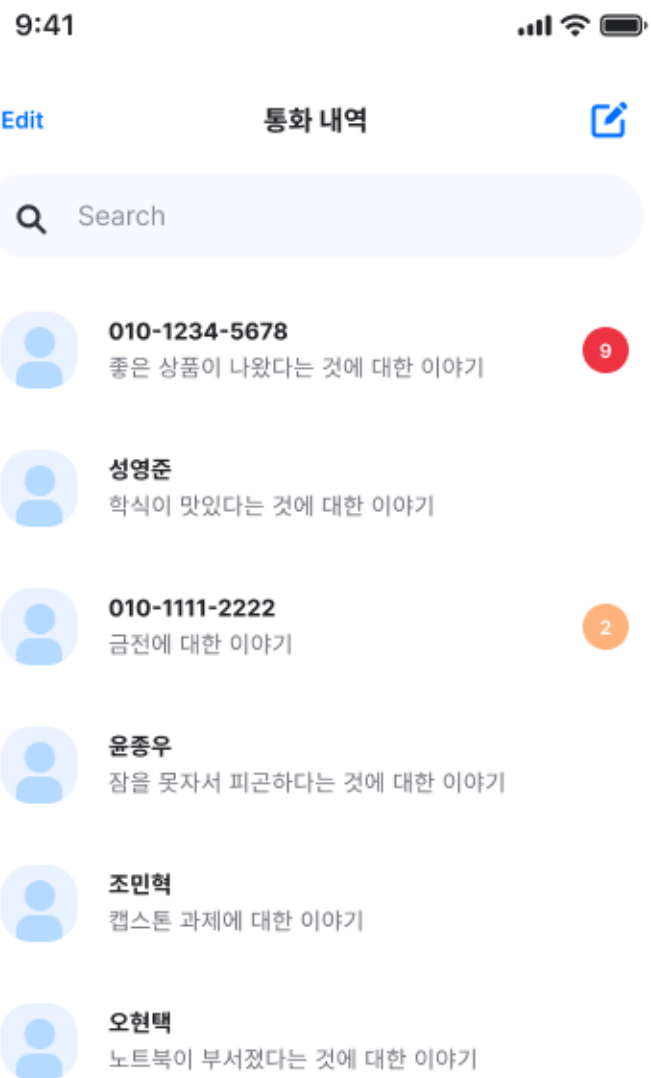 9:41
Edit
통화 내역
Search
010-1234-5678
좋은 상품이 나왔다는 것에 대한 이야기
9
성영준
학식이 맛있다는 것에 대한 이야기
010-1111-2222
금전에 대한 이야기
2
윤종우
잠을 못자서 피곤하다는 것에 대한 이야기
조민혁
캡스톤 과제에 대한 이야기
오현택
노트북이 부서졌다는 것에 대한 이야기